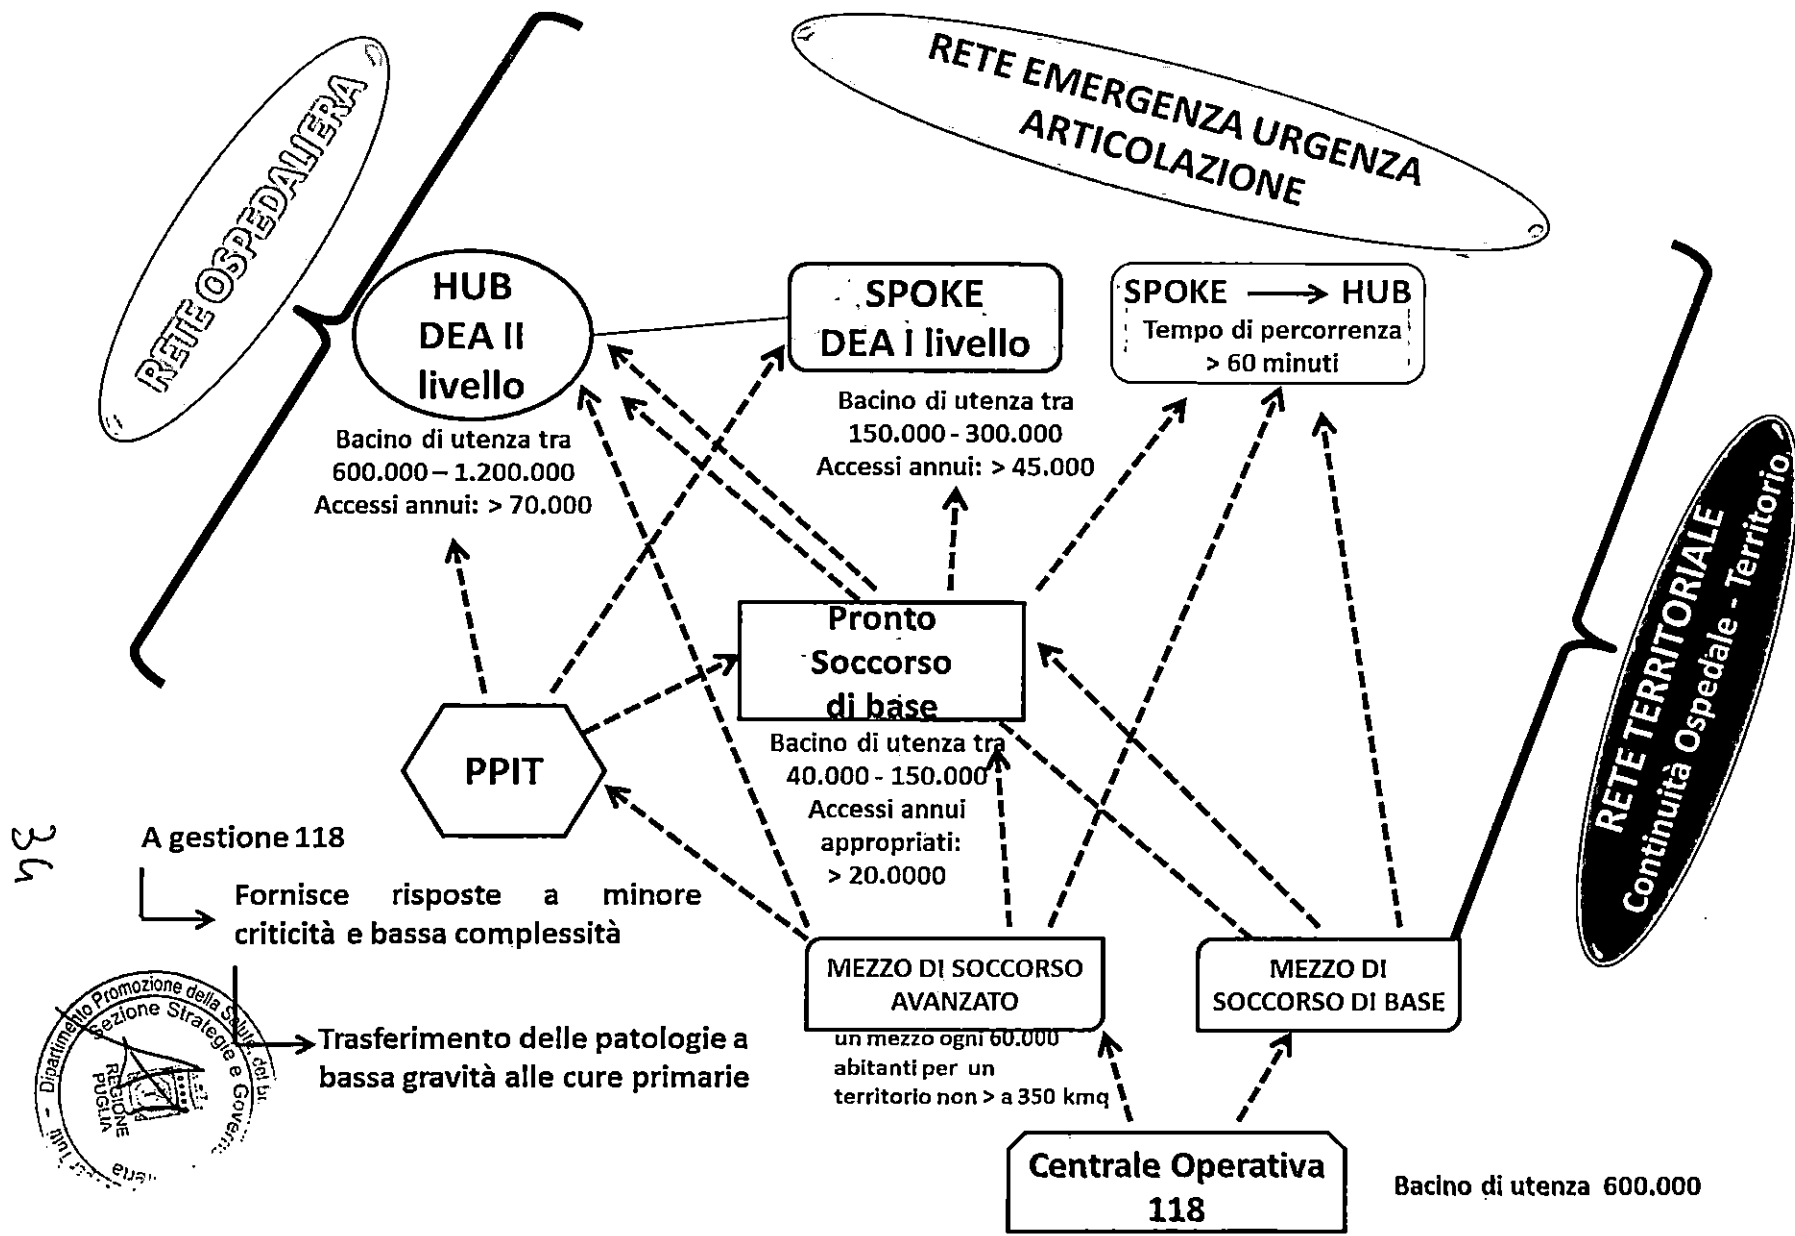 RETE OSPEDALIERA
RETE EMERGENZA URGENZA
ARTICOLAZIONE
HUB
DEA II
livello
Bacino di utenza tra
600.000 – 1.200.000
Accessi annui: > 70.000
SPOKE
DEA I livello
Bacino di utenza tra
150.000 - 300.000
Accessi annui: > 45.000
SPOKE HUB
Tempo di percorrenza
> 60 minuti
RETE TERRITORIALE
Continuità Ospedale - Territorio
Pronto
Soccorso
di base
Bacino di utenza tra
40.000 - 150.000
Accessi annui
appropriati:
> 20.0000
PPIT
34
A gestione 118
Fornisce risposte a minore
criticità e bassa complessità
Trasferimento delle patologie a
bassa gravità alle cure primarie
Dipartimento Promozione della Salute, del
Sezione Strategie e Govern
REGIONE
PUGLIA
MEZZO DI SOCCORSO
AVANZATO
un mezzo ogni 60.000
abitanti per un
territorio non > a 350 kmq
MEZZO DI
SOCCORSO DI BASE
Centrale Operativa
118
Bacino di utenza 600.000